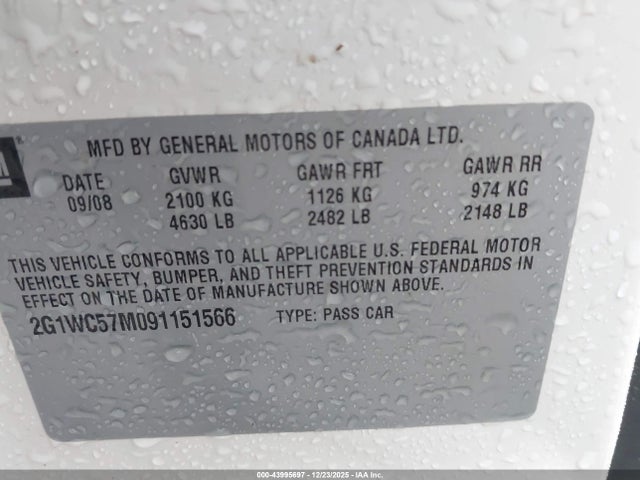 MFD BY GENERAL MOTORS OF CANADA LTD.
DATE GVWR GAWR FRT GAWR RR
09/08 2100 KG 1126 KG 974 KG
4630 LB 2482 LB 2148 LB
THIS VEHICLE CONFORMS TO ALL APPLICABLE U.S. FEDERAL MOTOR
VEHICLE SAFETY, BUMPER, AND THEFT PREVENTION STANDARDS IN
EFFECT ON THE DATE OF MANUFACTURE SHOWN ABOVE.
2G1WC57M091151566 TYPE: PASS CAR
000-43995697 - 12/23/2025 - IAA Inc.